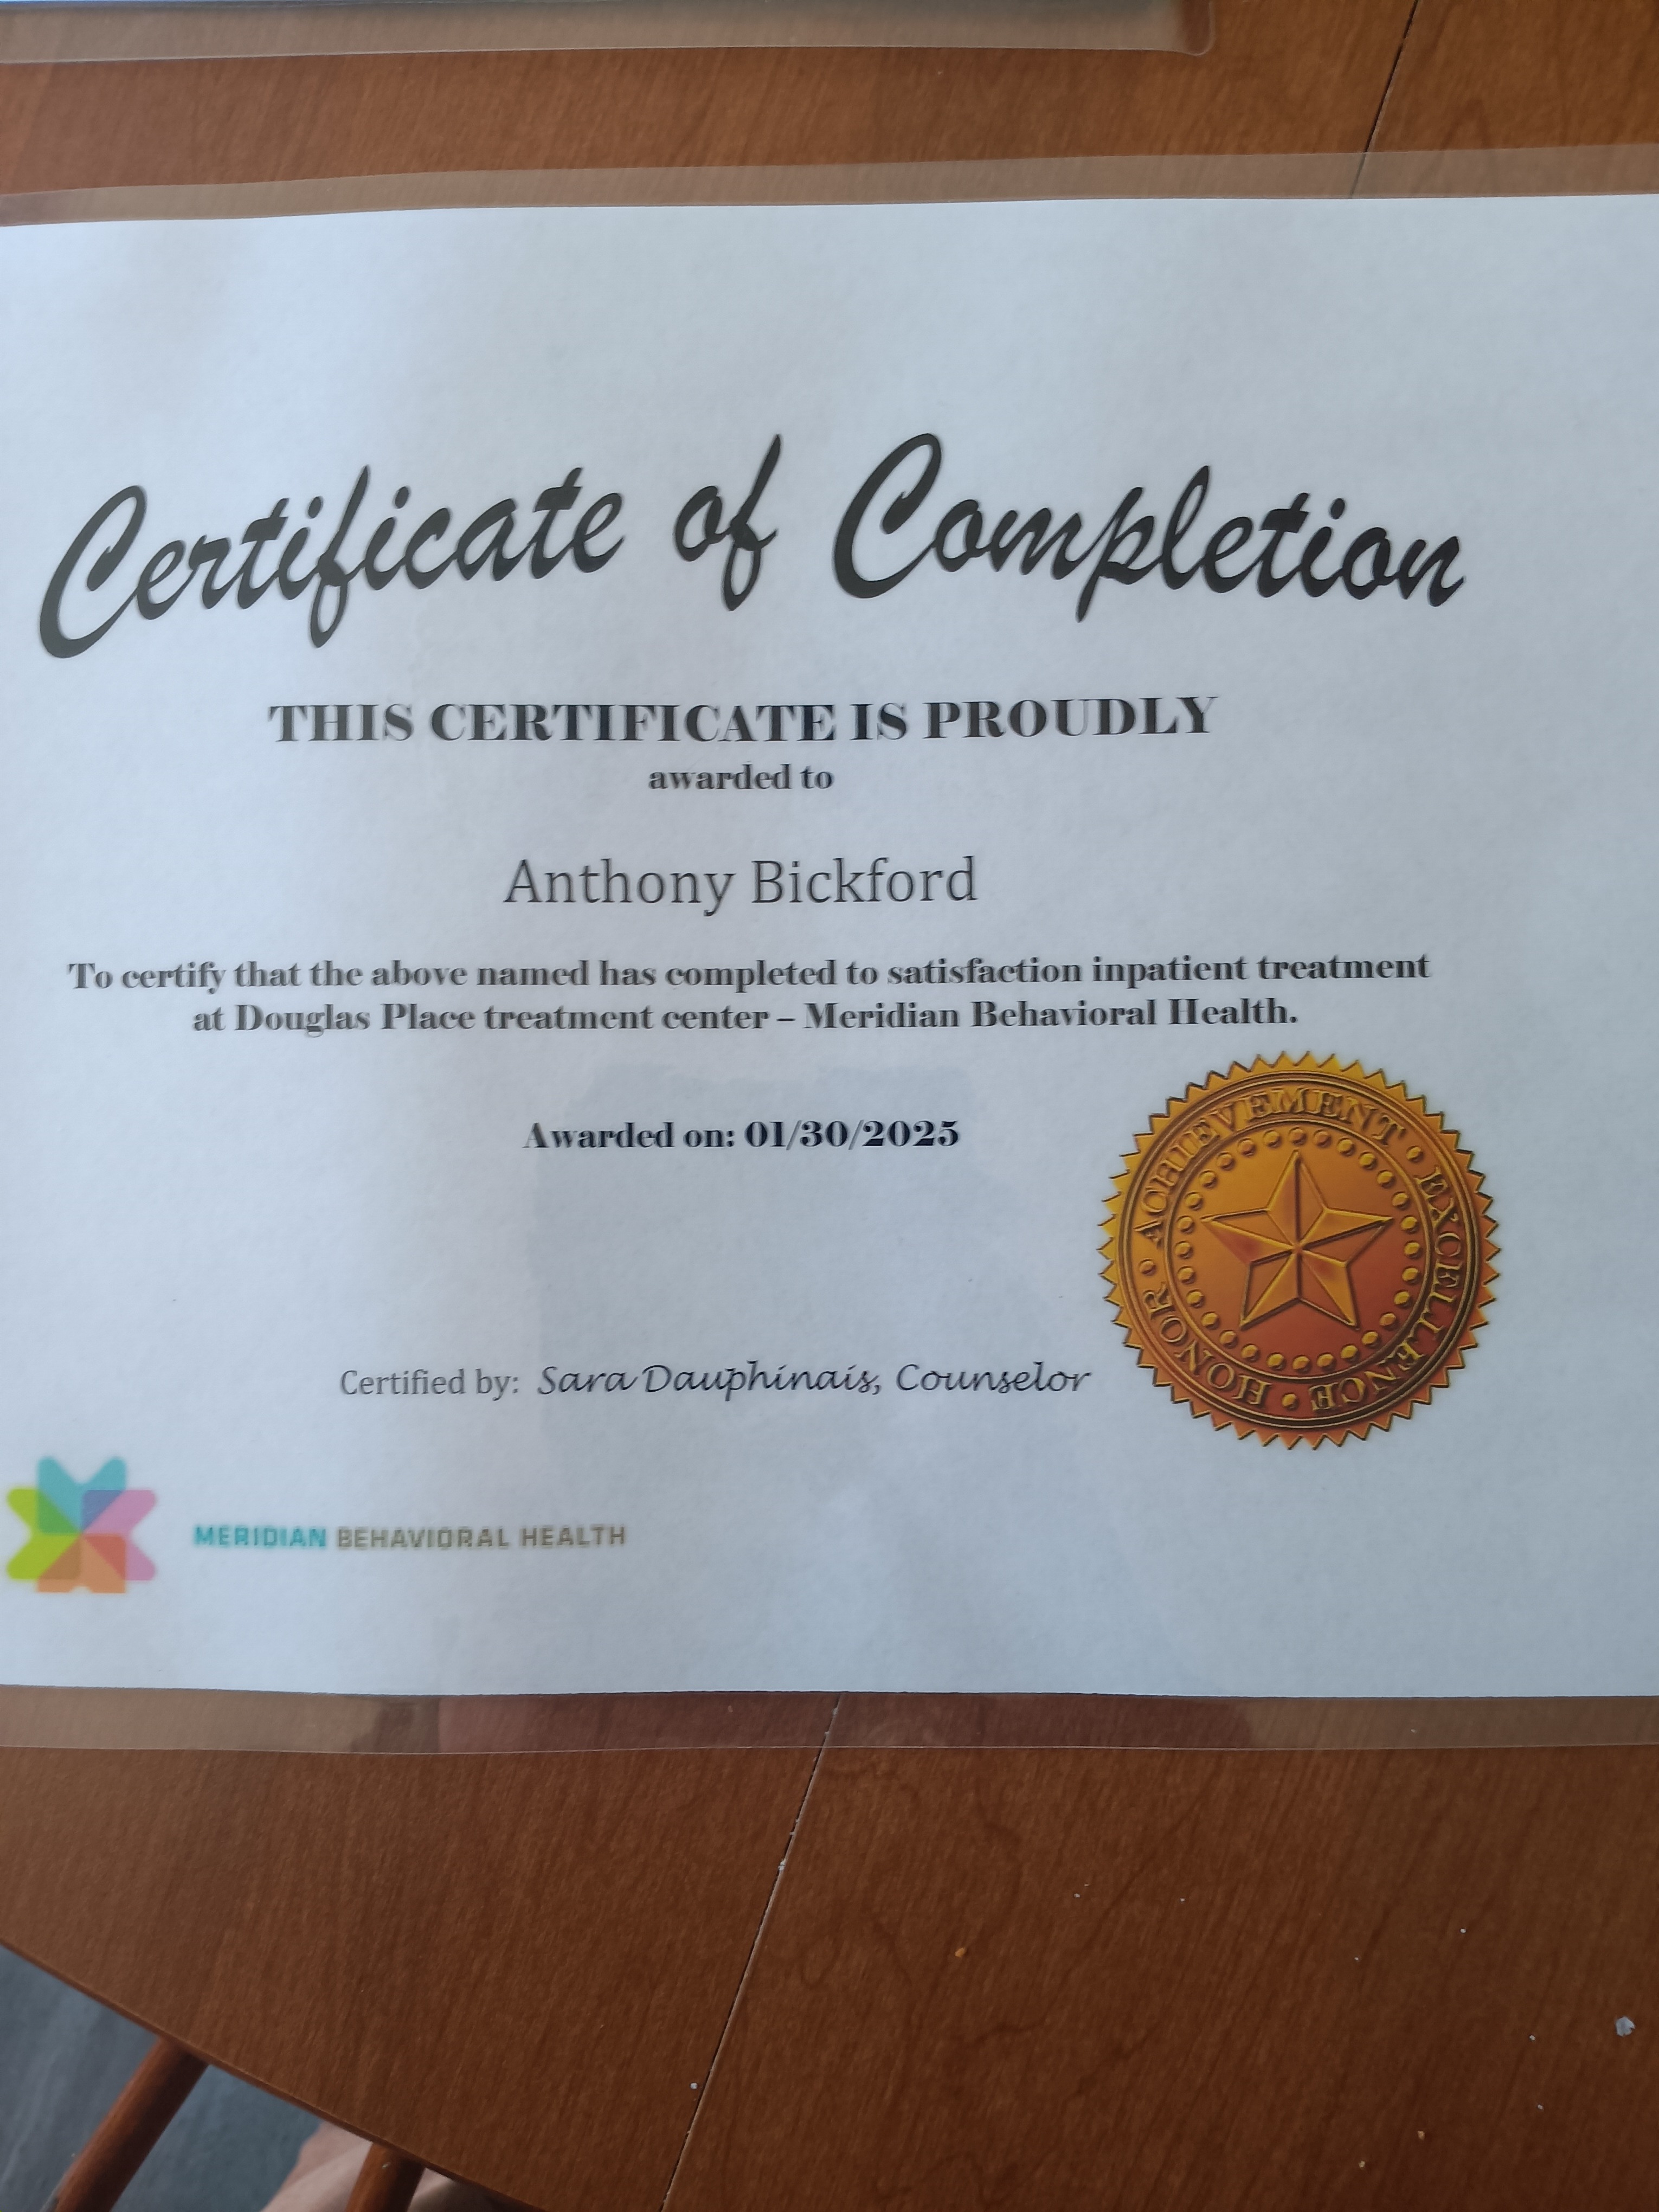 Certificate of Completion
THIS CERTIFICATE IS PROUDLY
awarded to
Anthony Bickford
To certify that the above named has completed to satisfaction inpatient treatment
at Douglas Place treatment center – Meridian Behavioral Health.
Awarded on: 01/30/2025
HONOR • ACHIEVEMENT • EXCELLENCE •
Certified by: Sara Dauphinais, Counselor
MERIDIAN BEHAVIORAL HEALTH